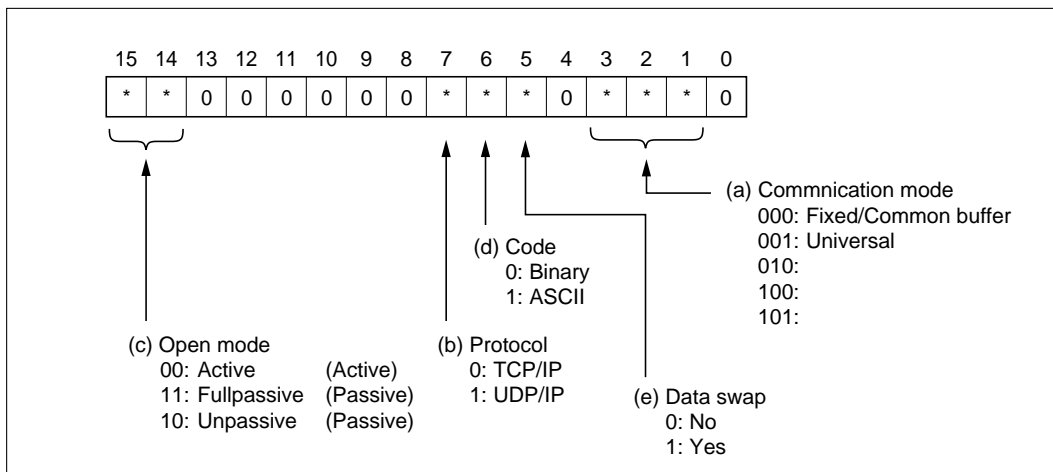 15 14 13 12 11 10 9 8 7 6 5 4 3 2 1 0
* * 0 0 0 0 0 0 * * * 0 * * * 0
(a) Commnication mode
000: Fixed/Common buffer
001: Universal
010:
100:
101:
(d) Code
0: Binary
1: ASCII
(c) Open mode
00: Active (Active)
11: Fullpassive (Passive)
10: Unpassive (Passive)
(b) Protocol
0: TCP/IP
1: UDP/IP
(e) Data swap
0: No
1: Yes